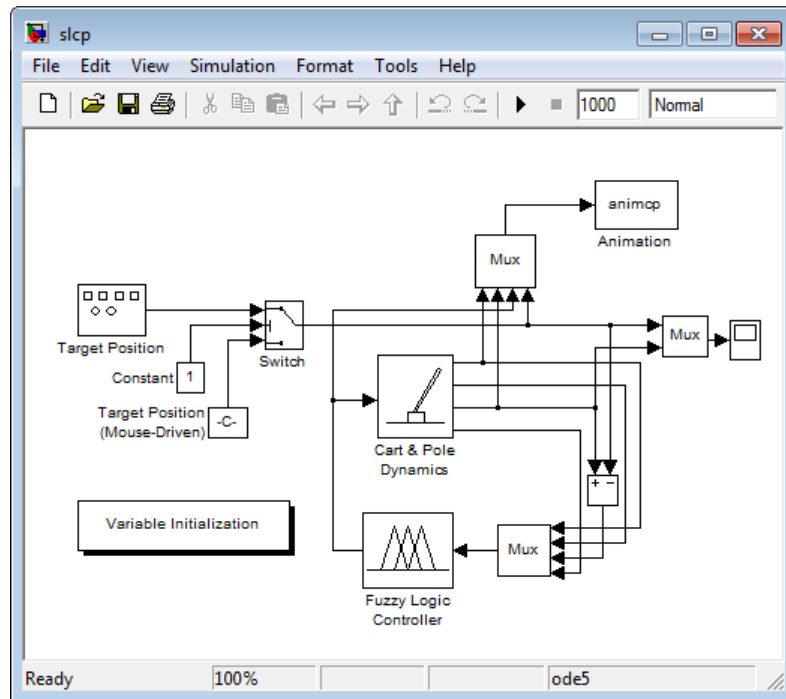 slcp
File Edit View Simulation Format Tools Help
1000 Normal
animcp
Animation
Mux
Target Position
Switch
Mux
Constant 1
Target Position
(Mouse-Driven) -C-
Cart & Pole
Dynamics
+ −
Variable Initialization
Mux
Fuzzy Logic
Controller
Ready 100% ode5